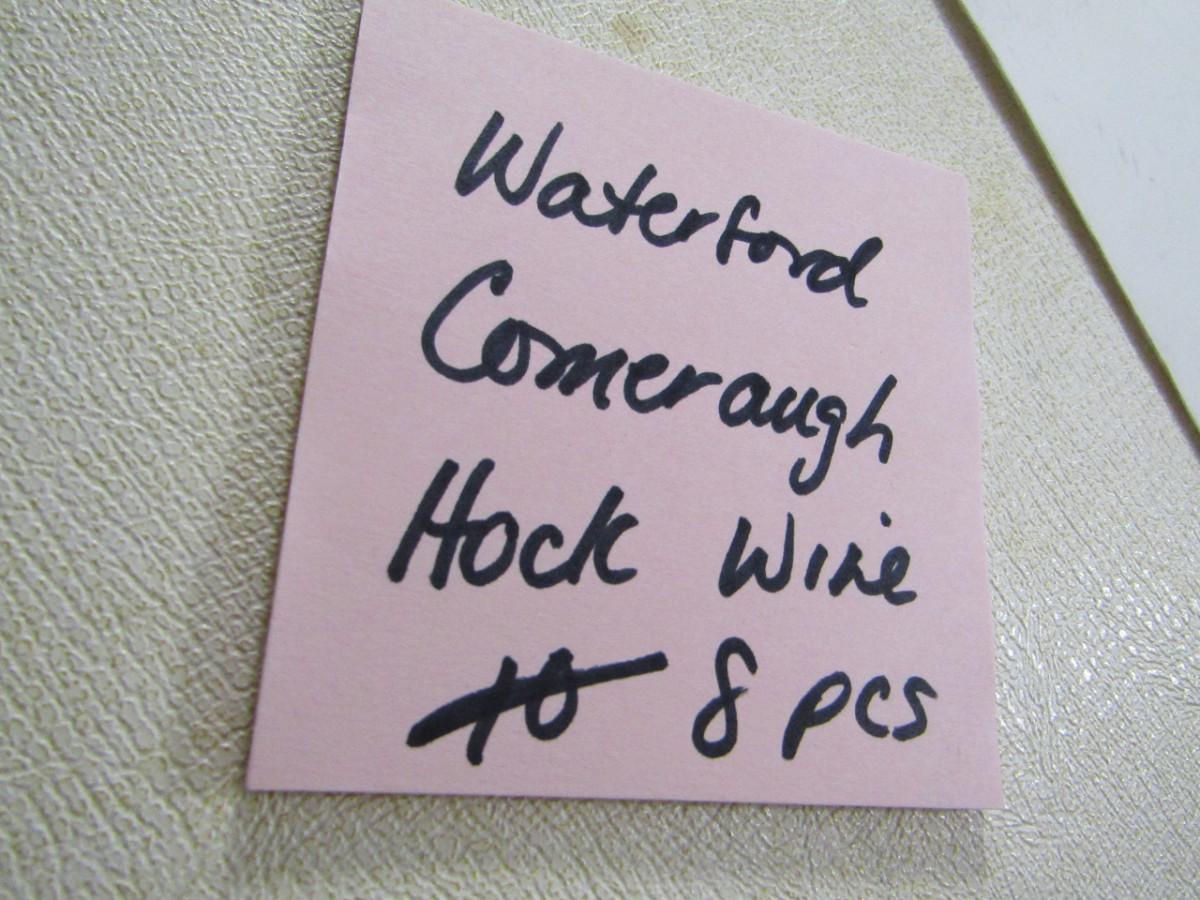 Waterford
Comeraugh
Hock Wine
10 8 pcs